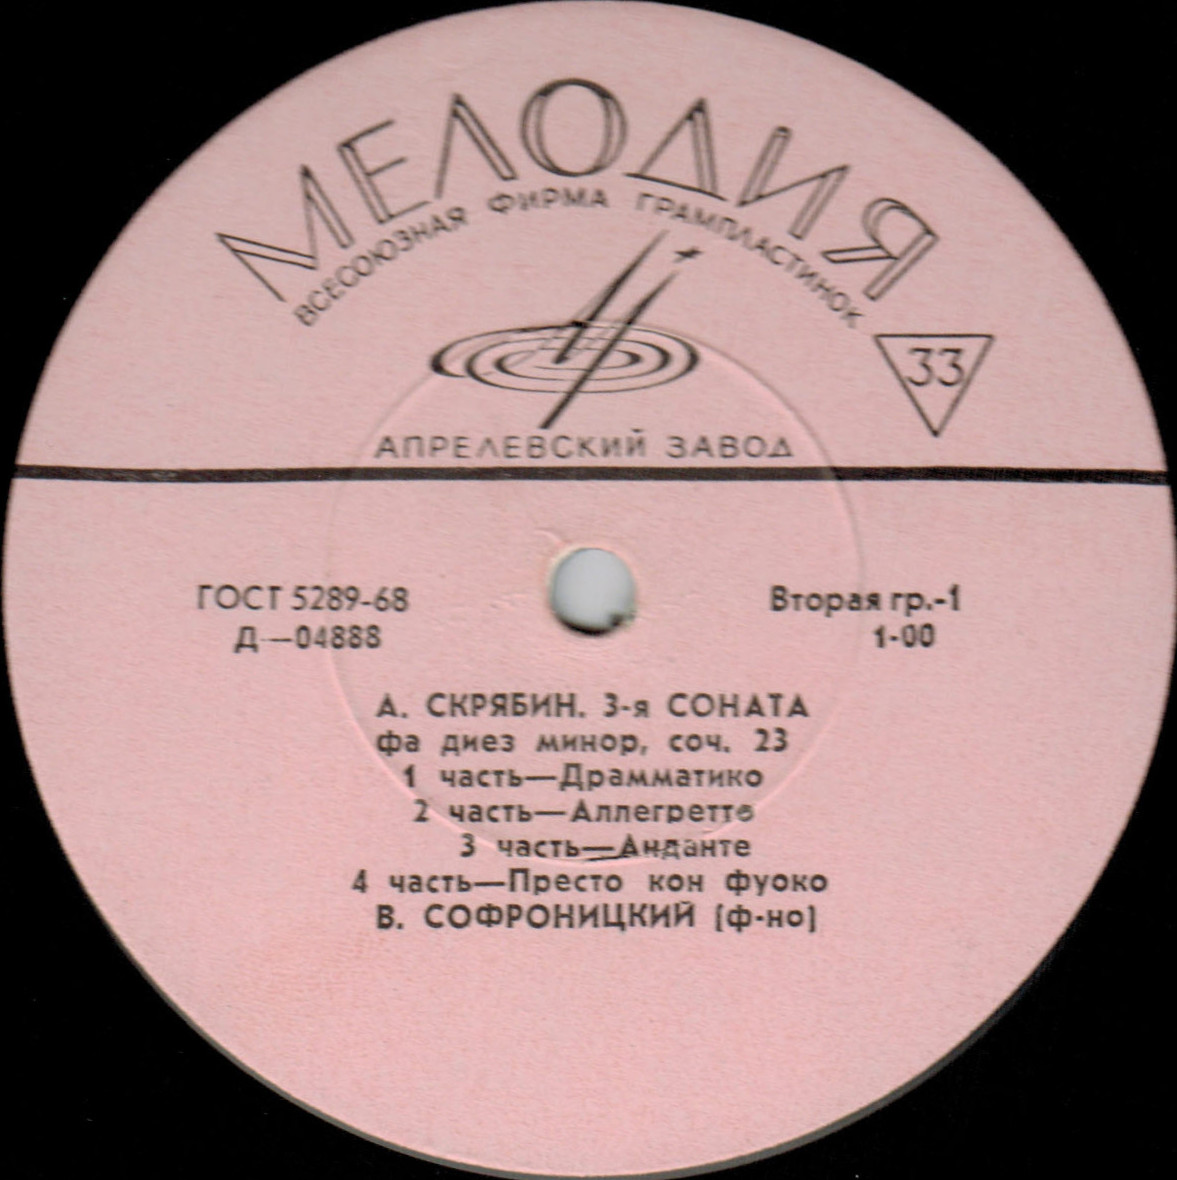 МЕЛОДИЯ
ВСЕСОЮЗНАЯ ФИРМА ГРАМПЛАСТИНОК
33
АПРЕЛЕВСКИЙ ЗАВОД
ГОСТ 5289-68
Д—04888
Вторая гр.-1
1-00
А. СКРЯБИН. 3-я СОНАТА
фа диез минор, соч. 23
1 часть—Драмматико
2 часть—Аллегретто
3 часть—Анданте
4 часть—Престо кон фуоко
В. СОФРОНИЦКИЙ (ф-но)